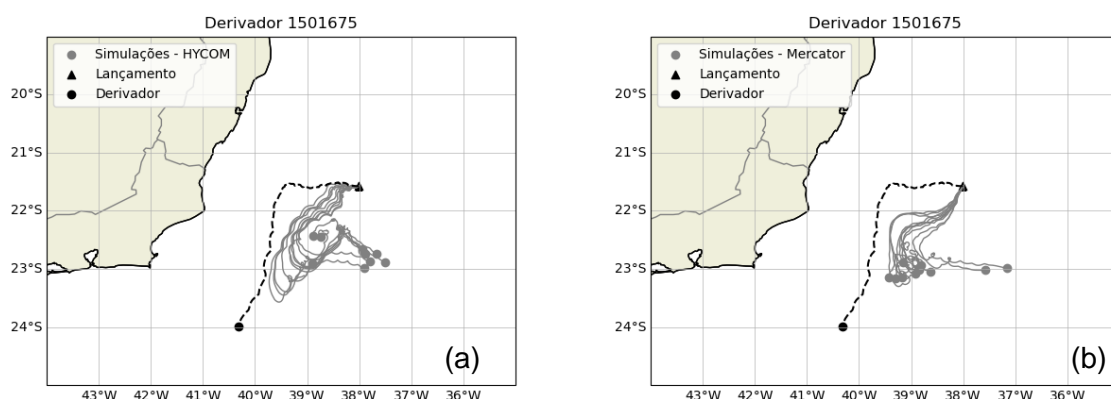 Derivador 1501675
Simulações - HYCOM
Lançamento
Derivador
20°S
21°S
22°S
23°S
24°S
43°W 42°W 41°W 40°W 39°W 38°W 37°W 36°W
(a)
Derivador 1501675
Simulações - Mercator
Lançamento
Derivador
20°S
21°S
22°S
23°S
24°S
43°W 42°W 41°W 40°W 39°W 38°W 37°W 36°W
(b)